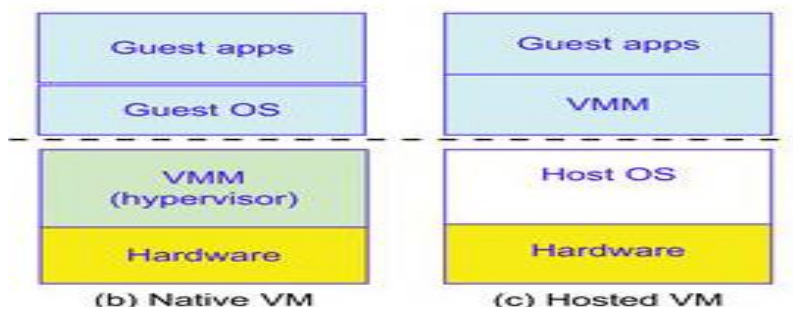 Guest apps
Guest OS
VMM
(hypervisor)
Hardware
(b) Native VM
Guest apps
VMM
Host OS
Hardware
(c) Hosted VM